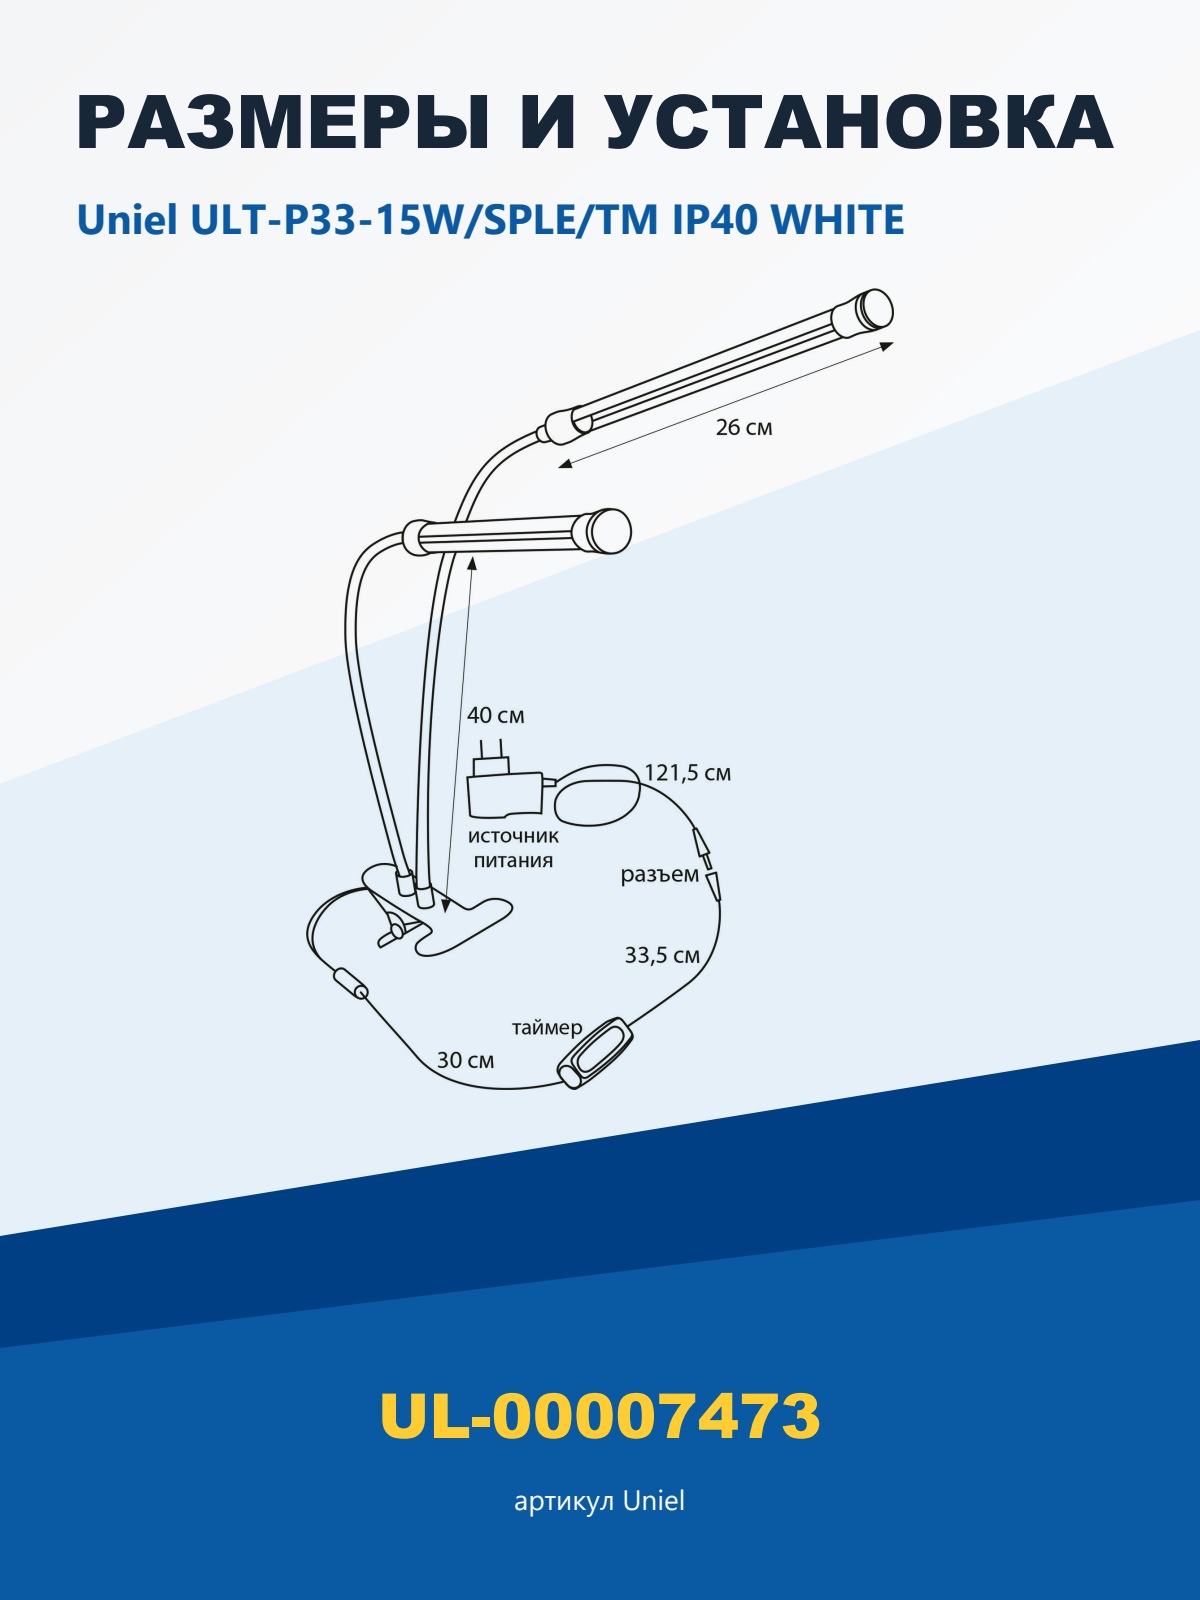 РАЗМЕРЫ И УСТАНОВКА
Uniel ULT-P33-15W/SPLE/TM IP40 WHITE
26 см
40 см
121,5 см
источник
питания
разъем
33,5 см
таймер
30 см
UL-00007473
артикул Uniel